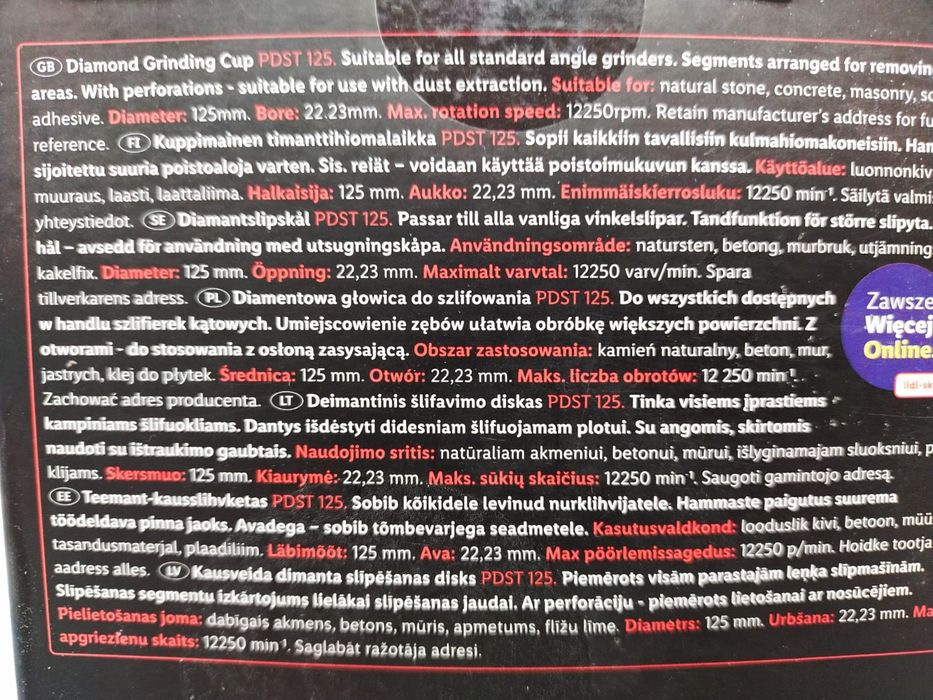 GB Diamond Grinding Cup PDST 125. Suitable for all standard angle grinders. Segments arranged for
areas. With perforations - suitable for use with dust extraction. Suitable for: natural stone, concrete, masonry,
adhesive. Diameter: 125mm. Bore: 22.23mm. Max. rotation speed: 12250rpm. Retain manufacturer's address for
reference. FI Kuppimainen timanttihiomalaikka PDST 125. Sopii kaikkiin tavallisiin kulmahiomakoneisiin.
sijoitettu suuria poistoaloja varten. Sis. reiät – voidaan käyttää poistoimukuvun kanssa. Käyttöalue:
muuraus, laasti, laattaliima. Halkaisija: 125 mm. Aukko: 22,23 mm. Enimmäiskierrosluku: 12250 min⁻¹. Säilytä
yhteystiedot. SE Diamantslipskål PDST 125. Passar till alla vanliga vinkelslipar. Tandfunktion för större slipyta.
hål – avsedd för användning med utsugningskåpa. Användningsområde: natursten, betong, murbruk, utjämning
kakelfix. Diameter: 125 mm. Öppning: 22,23 mm. Maximalt varvtal: 12250 varv/min. Spara
tillverkarens adress. PL Diamentowa głowica do szlifowania PDST 125. Do wszystkich dostępnych
w handlu szlifierek kątowych. Umiejscowienie zębów ułatwia obróbkę większych powierzchni. Z
otworami - do stosowania z osłoną zasysającą. Obszar zastosowania: kamień naturalny, beton, mur,
jastrych, klej do płytek. Średnica: 125 mm. Otwór: 22,23 mm. Maks. liczba obrotów: 12 250 min⁻¹.
Zachować adres producenta. LT Deimantinis šlifavimo diskas PDST 125. Tinka visiems įprastiems
kampiniams šlifuokliams. Dantys išdėstyti didesniam šlifuojamam plotui. Su angomis, skirtomis
naudoti su ištraukimo gaubtais. Naudojimo sritis: natūraliam akmeniui, betonui, mūrui, išlyginamajam sluoksniui,
klijams. Skersmuo: 125 mm. Kiaurymė: 22,23 mm. Maks. sūkių skaičius: 12250 min⁻¹. Saugoti gamintojo adresą.
EE Teemant-kausslihvketas PDST 125. Sobib kõikidele levinud nurklihvijatele. Hammaste paigutus suurema
töödeldava pinna jaoks. Avadega – sobib tõmbevarjega seadmetele. Kasutusvaldkond: looduslik kivi, betoon,
tasandusmaterjal, plaadiliim. Läbimõõt: 125 mm. Ava: 22,23 mm. Max pöörlemissagedus: 12250 p/min. Hoidke
aadress alles. LV Kausveida dimanta slīpēšanas disks PDST 125. Piemērots visām parastajām leņķa slīpmašīnām.
Slīpēšanas segmentu izkārtojums lielākai slīpēšanas jaudai. Ar perforāciju - piemērots lietošanai ar nosūcējiem.
Pielietošanas joma: dabīgais akmens, betons, mūris, apmetums, flīžu līme. Diametrs: 125 mm. Urbšana: 22,23 mm.
apgriezienu skaits: 12250 min⁻¹. Saglabāt ražotāja adresi.
Zawsze
Więcej
Online